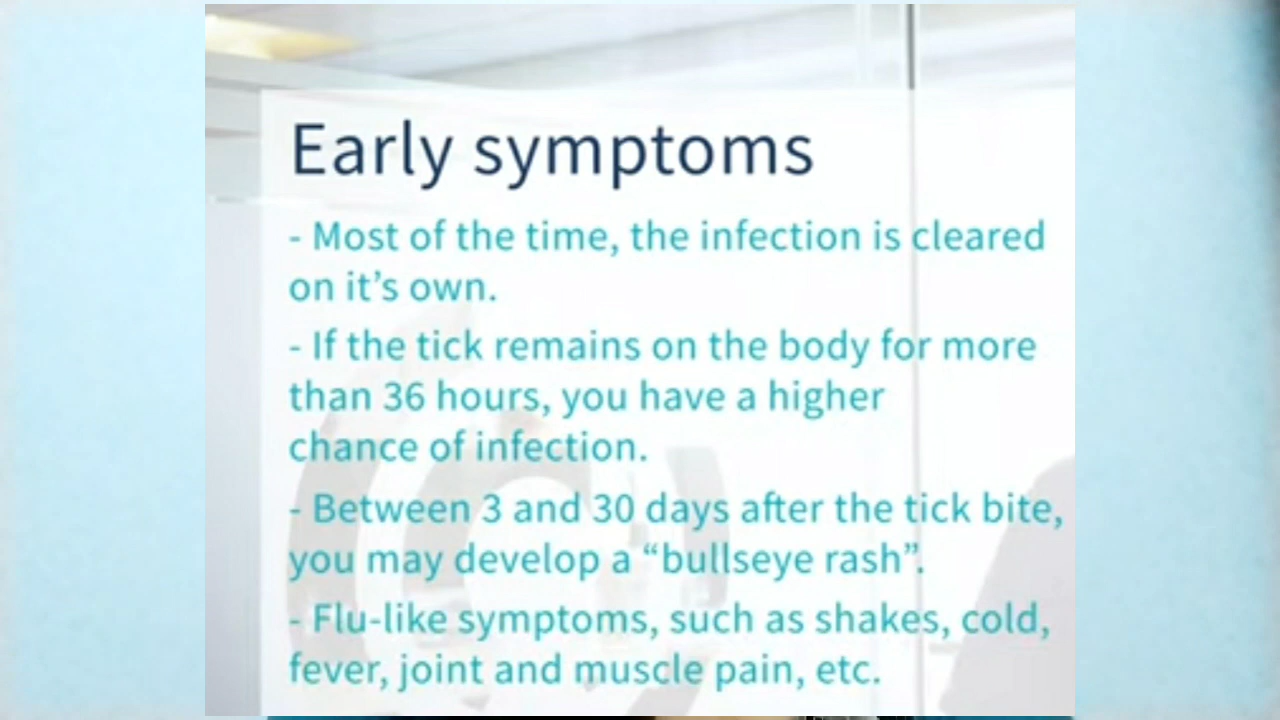 Early symptoms
- Most of the time, the infection is cleared
on it’s own.
- If the tick remains on the body for more
than 36 hours, you have a higher
chance of infection.
- Between 3 and 30 days after the tick bite,
you may develop a “bullseye rash”.
- Flu-like symptoms, such as shakes, cold,
fever, joint and muscle pain, etc.